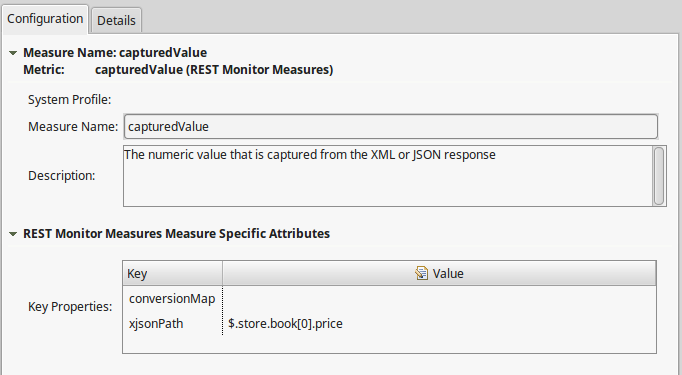 Configuration Details
Measure Name: capturedValue
Metric: capturedValue (REST Monitor Measures)
System Profile:
Measure Name: capturedValue
Description: The numeric value that is captured from the XML or JSON response
REST Monitor Measures Measure Specific Attributes
Key Properties:
Key Value
conversionMap
xjsonPath $.store.book[0].price